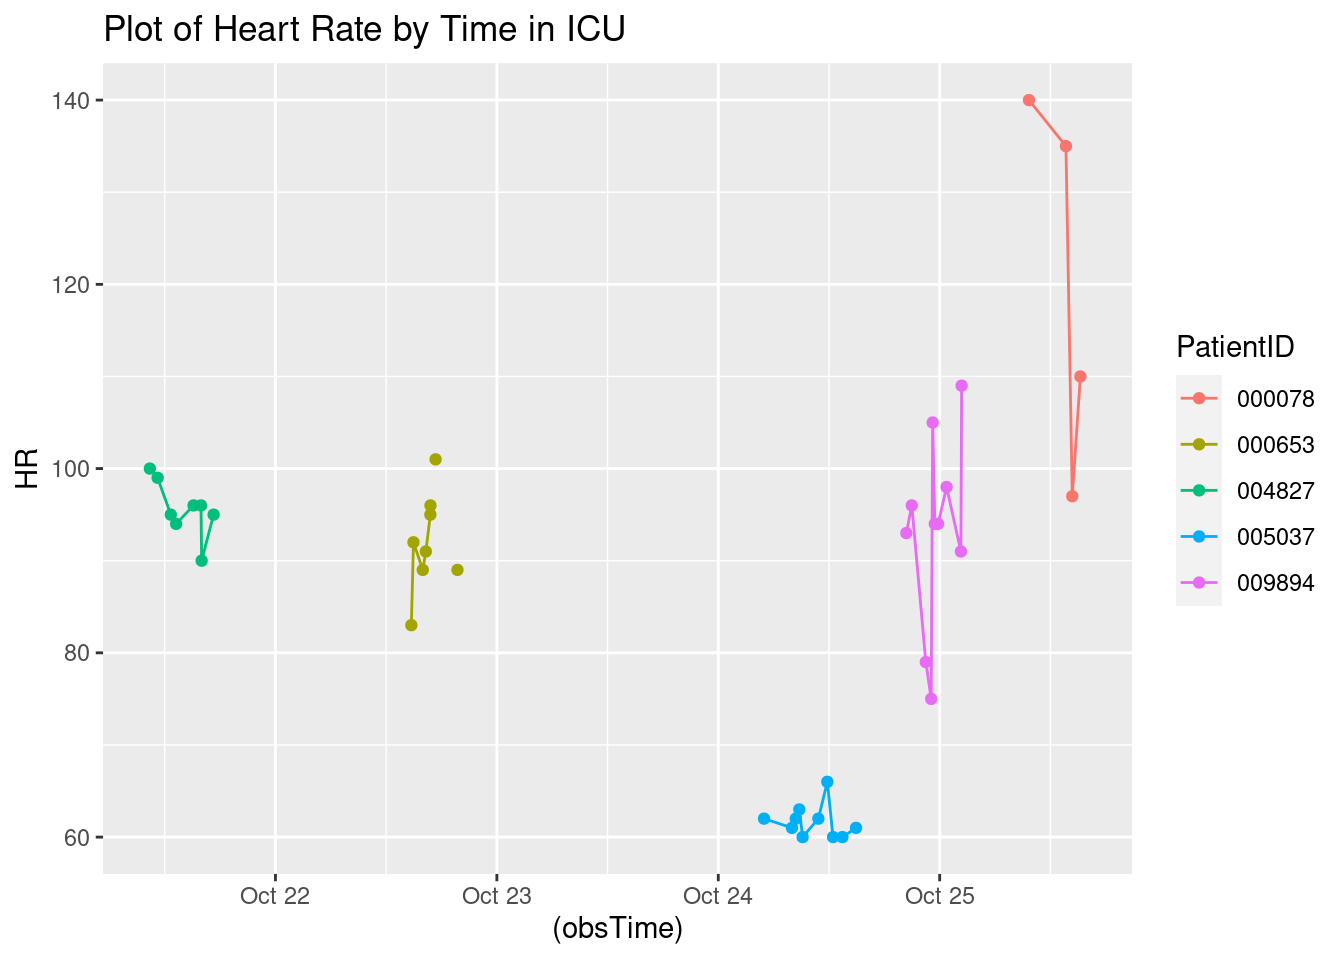 Plot of Heart Rate by Time in ICU
140
120
100
80
60
HR
Oct 22
Oct 23
Oct 24
Oct 25
(obsTime)
PatientID
000078
000653
004827
005037
009894